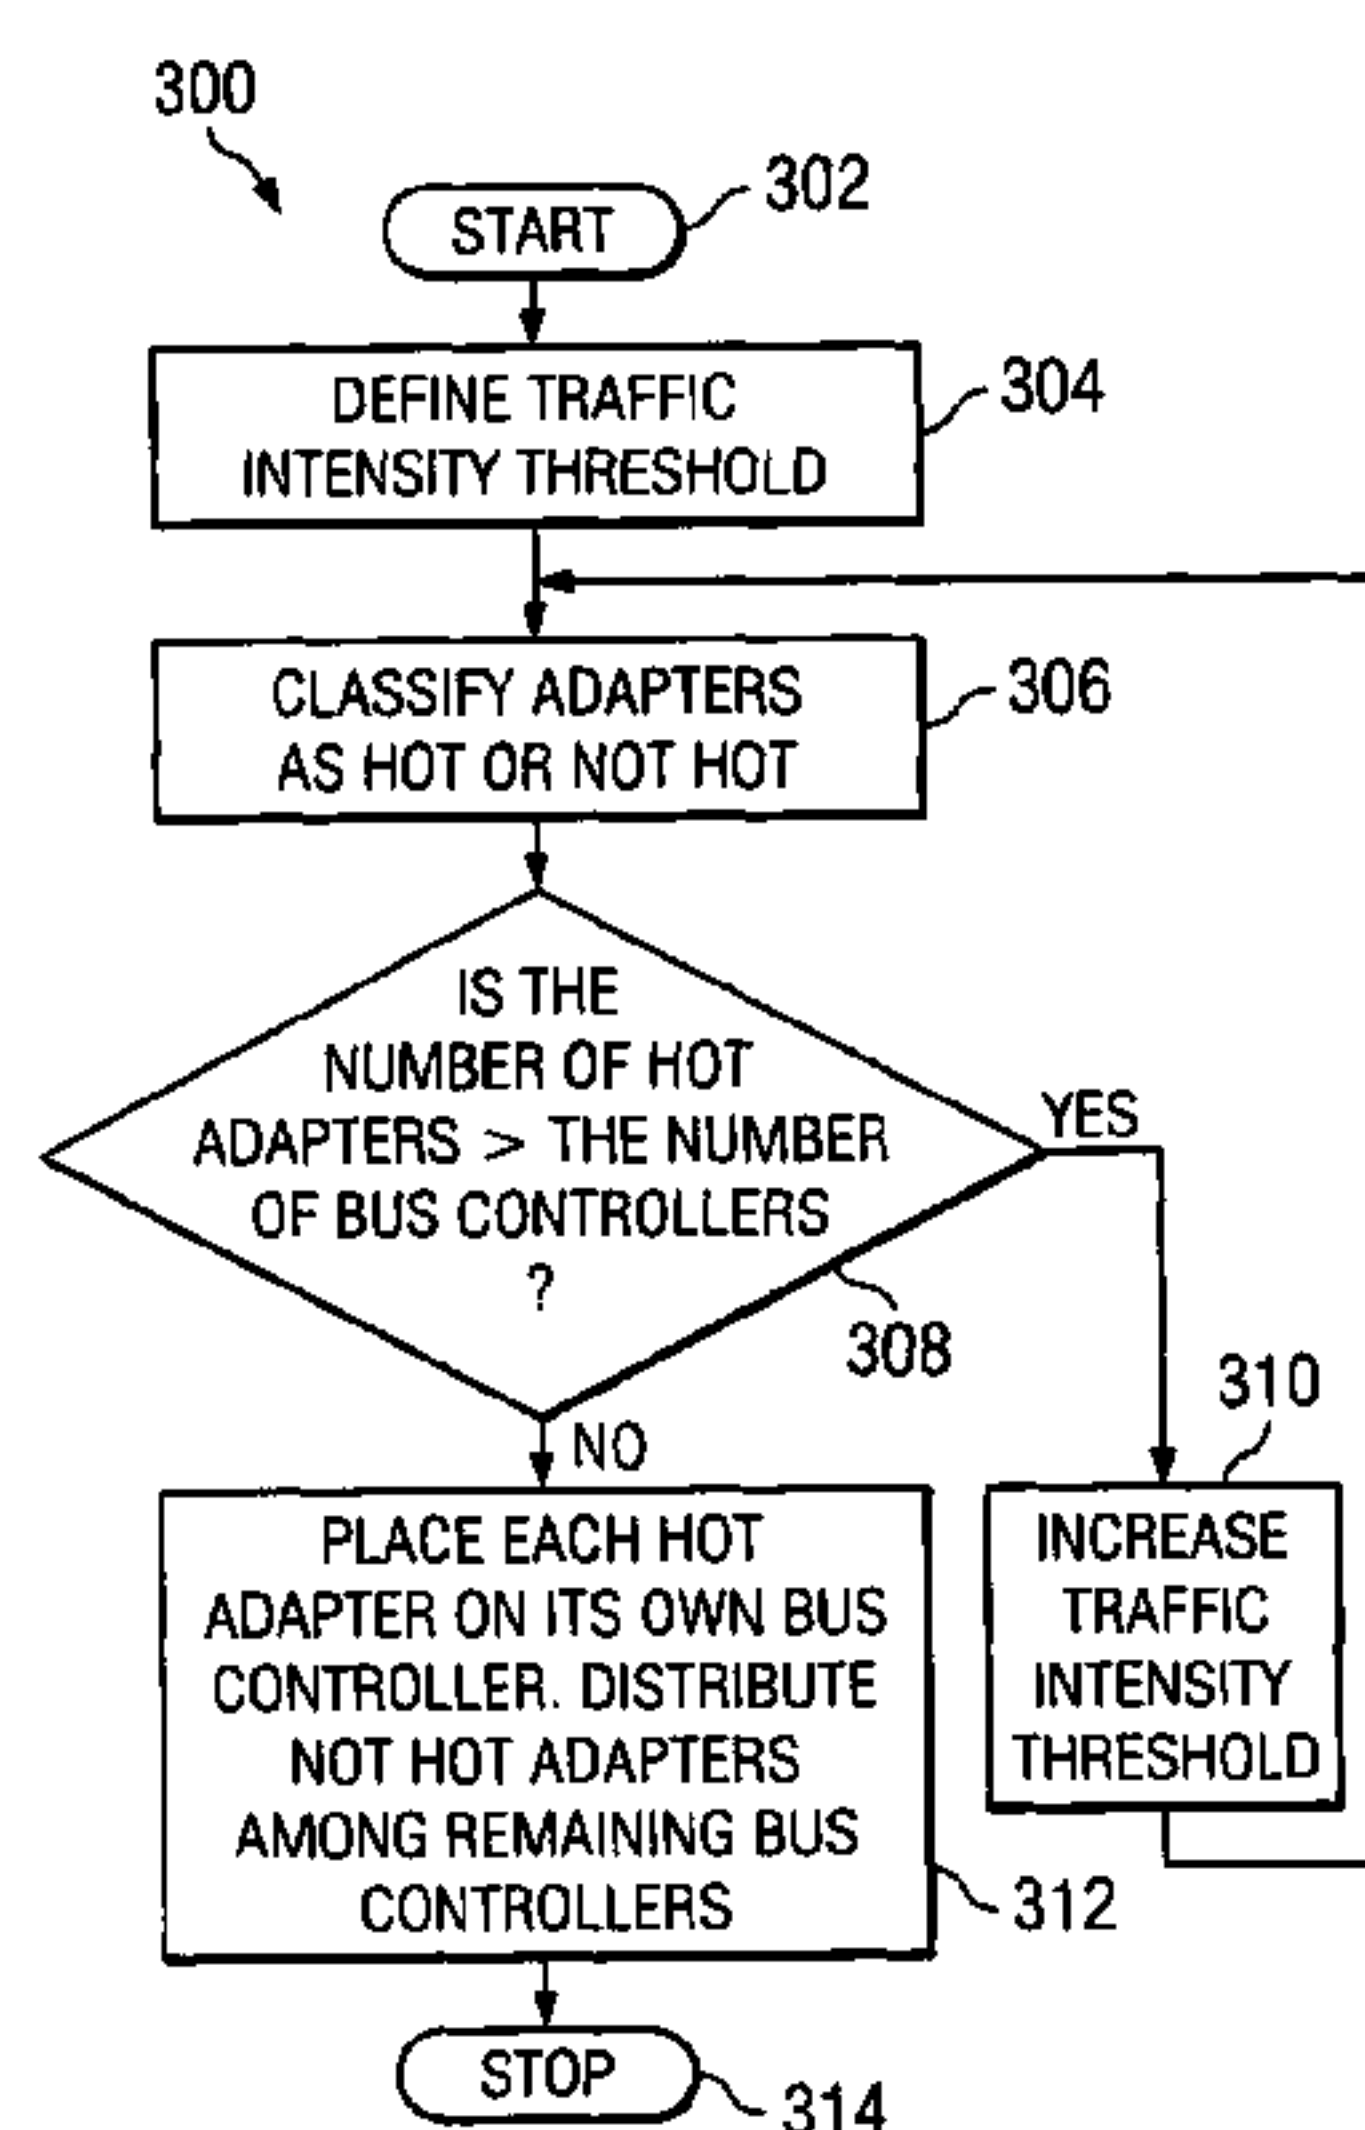 300
START
302
DEFINE TRAFFIC
INTENSITY THRESHOLD
304
CLASSIFY ADAPTERS
AS HOT OR NOT HOT
306
IS THE
NUMBER OF HOT
ADAPTERS > THE NUMBER
OF BUS CONTROLLERS
?
YES
308
NO
310
INCREASE
TRAFFIC
INTENSITY
THRESHOLD
PLACE EACH HOT
ADAPTER ON ITS OWN BUS
CONTROLLER. DISTRIBUTE
NOT HOT ADAPTERS
AMONG REMAINING BUS
CONTROLLERS
312
STOP
314